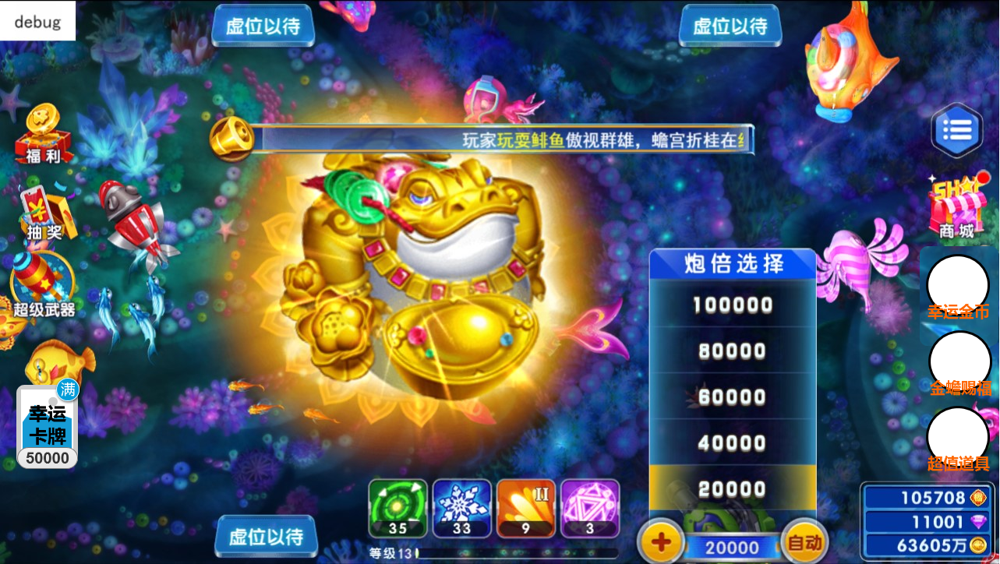 debug
虚位以待
虚位以待
玩家玩耍鲱鱼傲视群雄，蟾宫折桂在
福利
SHOP
商城
抽奖
超级武器
炮倍选择
100000
80000
60000
40000
20000
幸运金币
金蟾赐福
超值道具
满
幸运
卡牌
50000
虚位以待
35
33
II
9
3
等级13
20000
自动
105708
11001
63605万